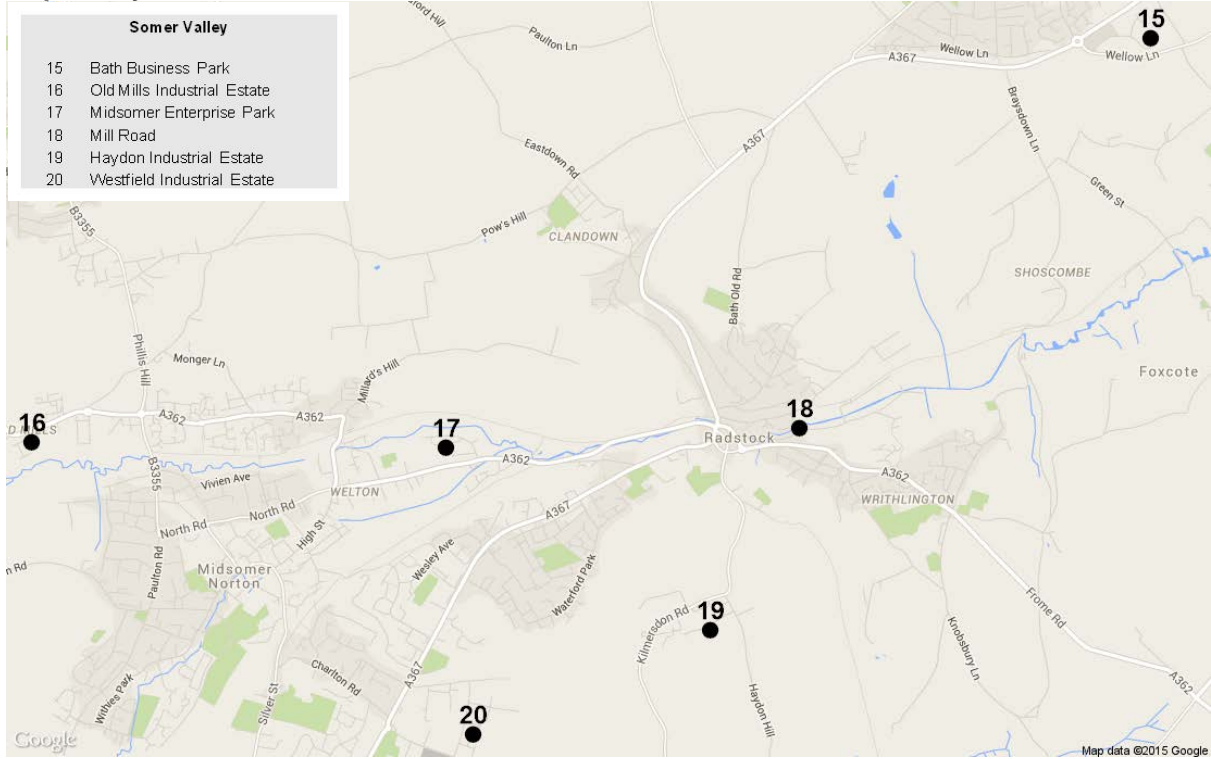 Somer Valley
15 Bath Business Park
16 Old Mills Industrial Estate
17 Midsomer Enterprise Park
18 Mill Road
19 Haydon Industrial Estate
20 Westfield Industrial Estate
Paulton Ln
15
Wellow Ln
Wellow Ln
A367
Braysdown Ln
A367
Eastdown Rd
Green St
B3355
Pow's Hill
CLANDOWN
SHOSCOMBE
Bath Old Rd
Phillis Hill
Monger Ln
Millard's Hill
Foxcote
16
A362
A362
17
18
Radstock
B3355
Vivien Ave
A362
A362
WELTON
WRITHLINGTON
North Rd
North Rd
High St
A367
Wesley Ave
Midsomer
Norton
Paulton Rd
Waterford Park
19
Kilmersdon Rd
Frome Rd
Knobsbury Ln
Charlton Rd
A367
A362
Withies Park
Silver St
Haydon Hill
20
Google
Map data ©2015 Google